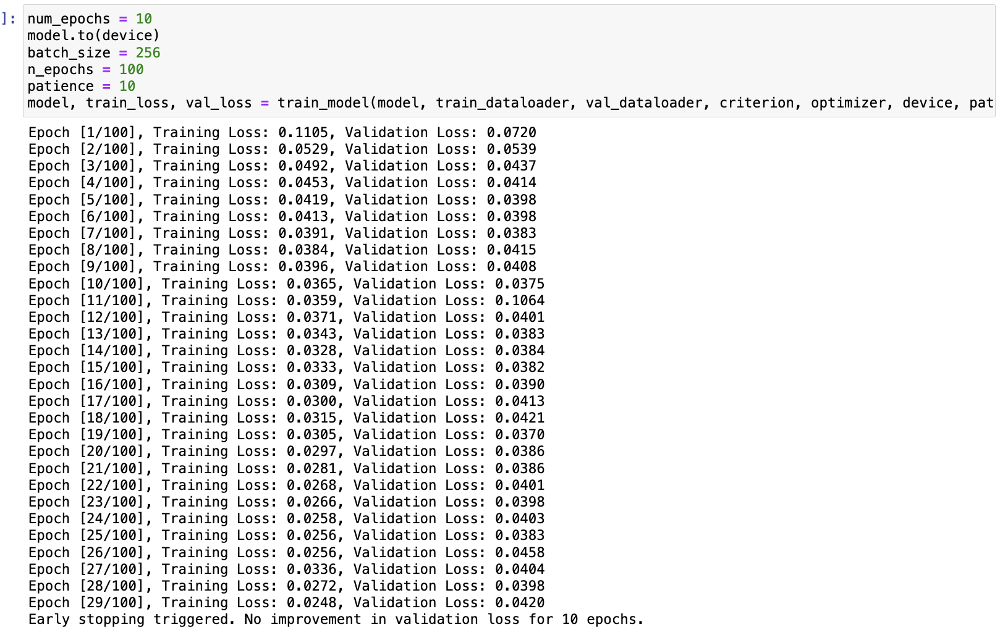 ]: num_epochs = 10
model.to(device)
batch_size = 256
n_epochs = 100
patience = 10
model, train_loss, val_loss = train_model(model, train_dataloader, val_dataloader, criterion, optimizer, device, pat
Epoch [1/100], Training Loss: 0.1105, Validation Loss: 0.0720
Epoch [2/100], Training Loss: 0.0529, Validation Loss: 0.0539
Epoch [3/100], Training Loss: 0.0492, Validation Loss: 0.0437
Epoch [4/100], Training Loss: 0.0453, Validation Loss: 0.0414
Epoch [5/100], Training Loss: 0.0419, Validation Loss: 0.0398
Epoch [6/100], Training Loss: 0.0413, Validation Loss: 0.0398
Epoch [7/100], Training Loss: 0.0391, Validation Loss: 0.0383
Epoch [8/100], Training Loss: 0.0384, Validation Loss: 0.0415
Epoch [9/100], Training Loss: 0.0396, Validation Loss: 0.0408
Epoch [10/100], Training Loss: 0.0365, Validation Loss: 0.0375
Epoch [11/100], Training Loss: 0.0359, Validation Loss: 0.1064
Epoch [12/100], Training Loss: 0.0371, Validation Loss: 0.0401
Epoch [13/100], Training Loss: 0.0343, Validation Loss: 0.0383
Epoch [14/100], Training Loss: 0.0328, Validation Loss: 0.0384
Epoch [15/100], Training Loss: 0.0333, Validation Loss: 0.0382
Epoch [16/100], Training Loss: 0.0309, Validation Loss: 0.0390
Epoch [17/100], Training Loss: 0.0300, Validation Loss: 0.0413
Epoch [18/100], Training Loss: 0.0315, Validation Loss: 0.0421
Epoch [19/100], Training Loss: 0.0305, Validation Loss: 0.0370
Epoch [20/100], Training Loss: 0.0297, Validation Loss: 0.0386
Epoch [21/100], Training Loss: 0.0281, Validation Loss: 0.0386
Epoch [22/100], Training Loss: 0.0268, Validation Loss: 0.0401
Epoch [23/100], Training Loss: 0.0266, Validation Loss: 0.0398
Epoch [24/100], Training Loss: 0.0258, Validation Loss: 0.0403
Epoch [25/100], Training Loss: 0.0256, Validation Loss: 0.0383
Epoch [26/100], Training Loss: 0.0256, Validation Loss: 0.0458
Epoch [27/100], Training Loss: 0.0336, Validation Loss: 0.0404
Epoch [28/100], Training Loss: 0.0272, Validation Loss: 0.0398
Epoch [29/100], Training Loss: 0.0248, Validation Loss: 0.0420
Early stopping triggered. No improvement in validation loss for 10 epochs.